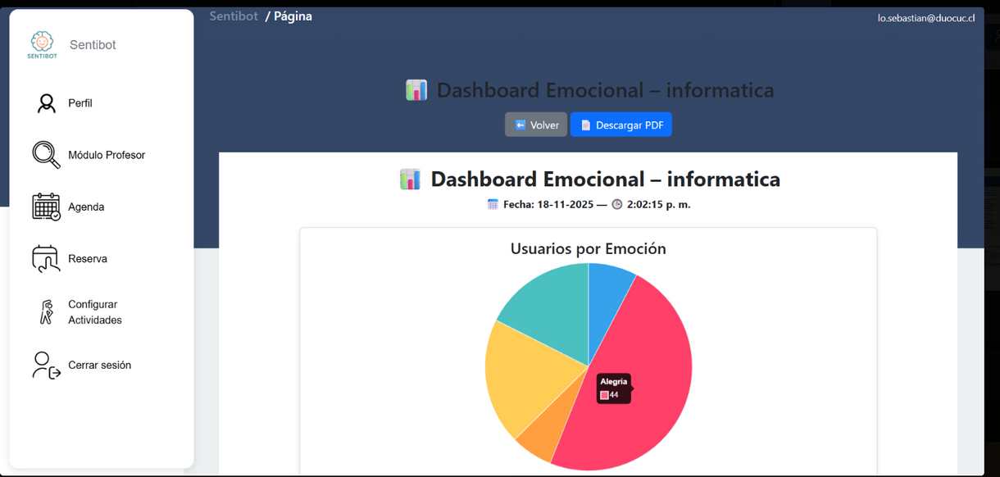 Sentibot / Página
lo.sebastian@duocuc.cl
SENTIBOT
Sentibot
Perfil
Módulo Profesor
Agenda
Reserva
Configurar
Actividades
Cerrar sesión
Dashboard Emocional – informatica
Volver
Descargar PDF
Dashboard Emocional – informatica
Fecha: 18-11-2025 — 2:02:15 p. m.
Usuarios por Emoción
Alegría
44